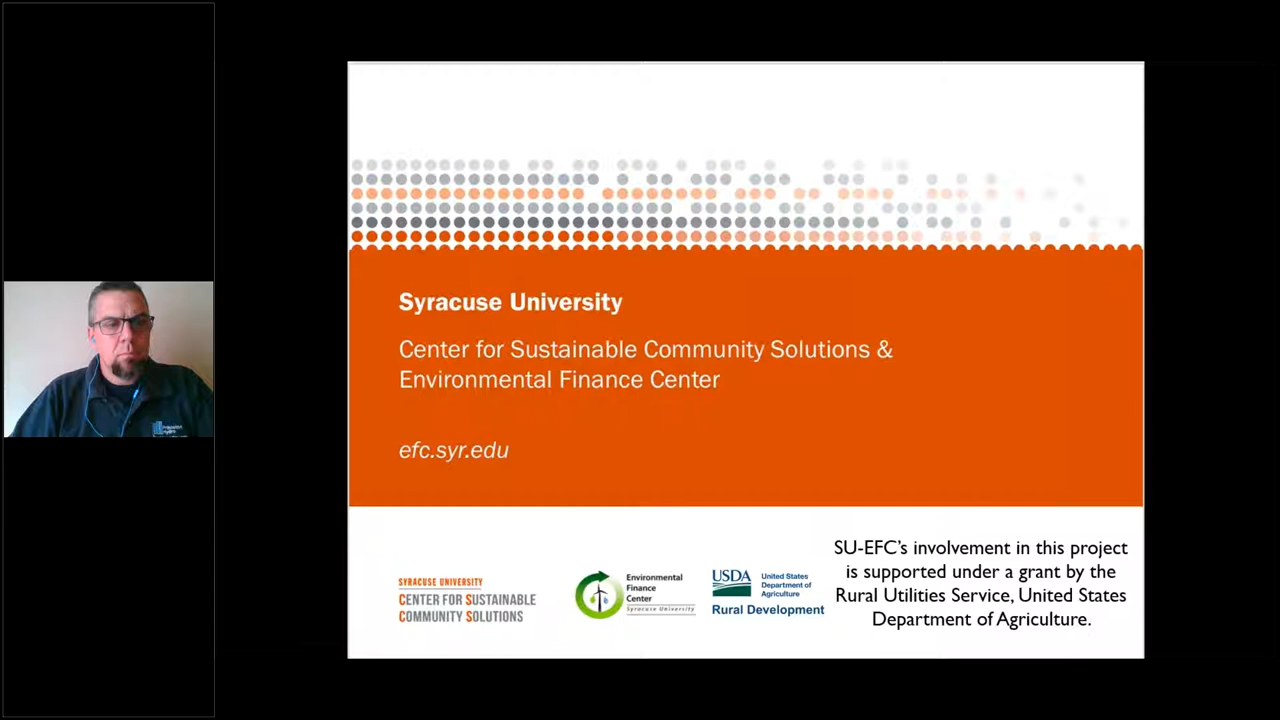 Syracuse University
Center for Sustainable Community Solutions &
Environmental Finance Center
efc.syr.edu
SYRACUSE UNIVERSITY
CENTER FOR SUSTAINABLE
COMMUNITY SOLUTIONS
Environmental
Finance
Center
Syracuse University
USDA
United States
Department of
Agriculture
Rural Development
SU-EFC's involvement in this project
is supported under a grant by the
Rural Utilities Service, United States
Department of Agriculture.